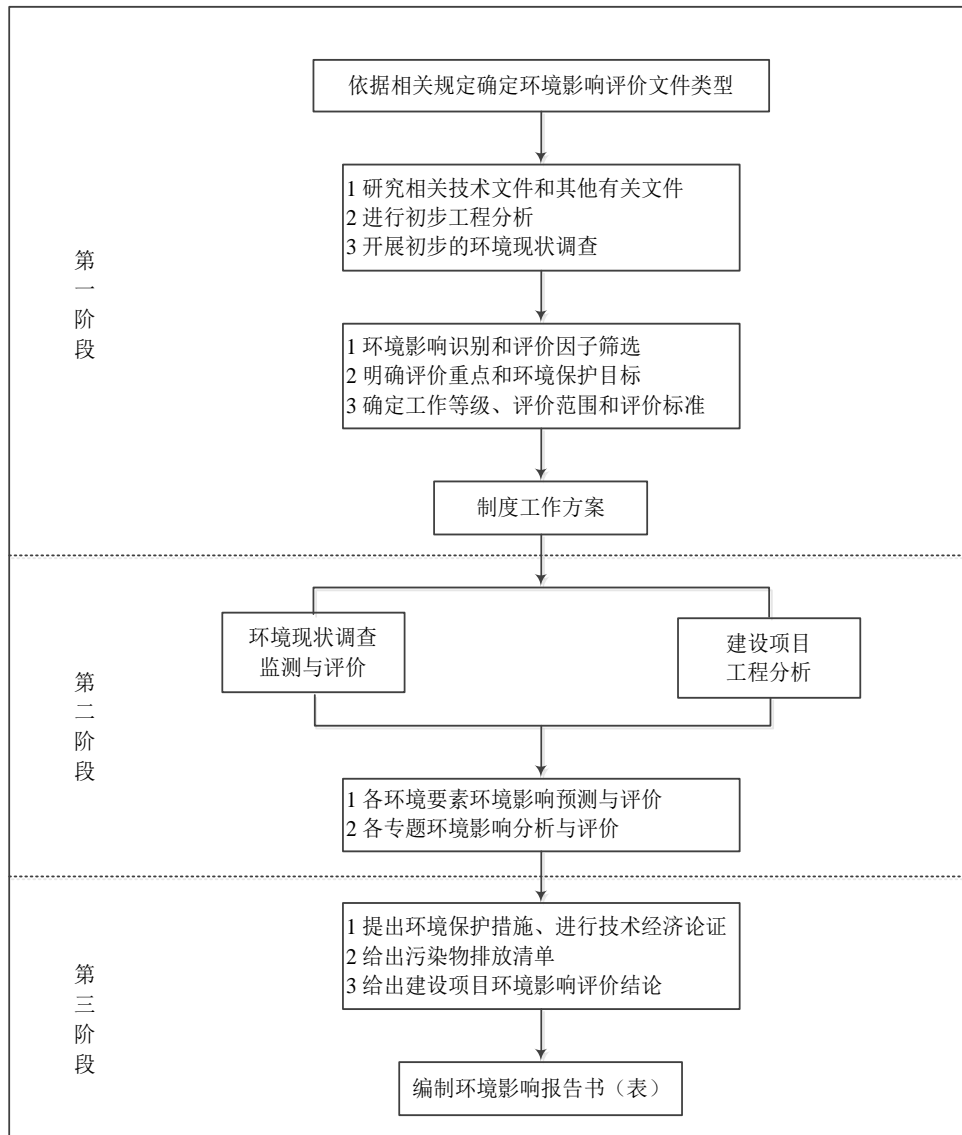 依据相关规定确定环境影响评价文件类型
1 研究相关技术文件和其他有关文件
2 进行初步工程分析
3 开展初步的环境现状调查
第一阶段
1 环境影响识别和评价因子筛选
2 明确评价重点和环境保护目标
3 确定工作等级、评价范围和评价标准
制度工作方案
环境现状调查
监测与评价
建设项目
工程分析
第二阶段
1 各环境要素环境影响预测与评价
2 各专题环境影响分析与评价
1 提出环境保护措施、进行技术经济论证
2 给出污染物排放清单
3 给出建设项目环境影响评价结论
第三阶段
编制环境影响报告书（表）